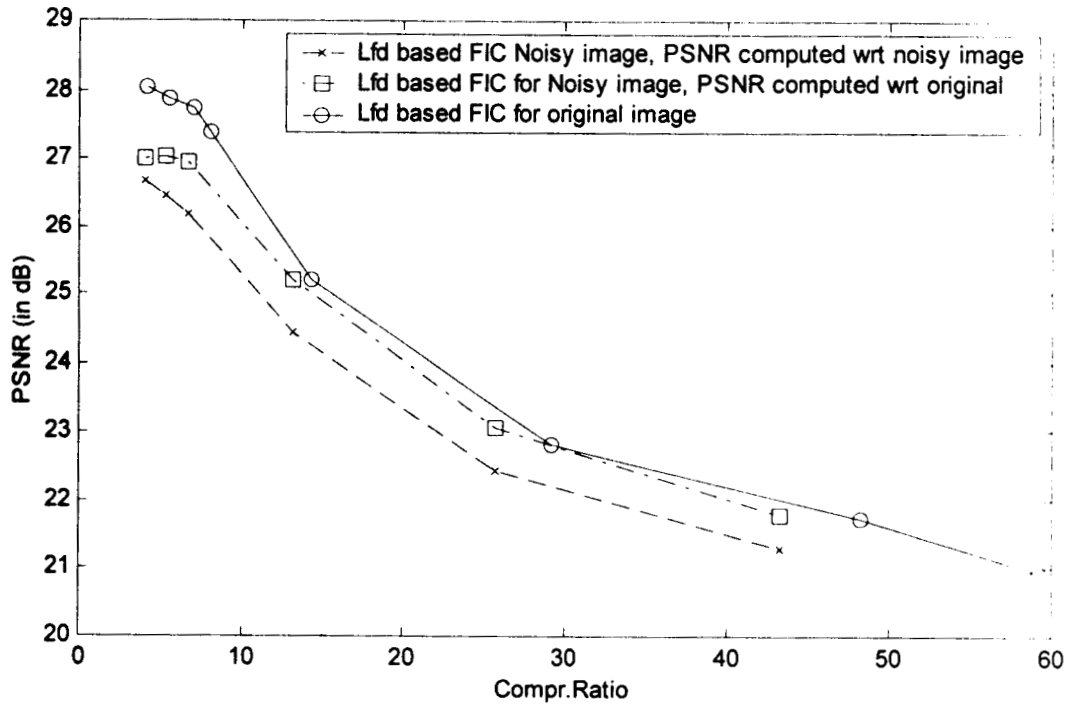 29
28
27
26
25
24
23
22
21
20
PSNR (in dB)
Lfd based FIC Noisy image, PSNR computed wrt noisy image
Lfd based FIC for Noisy image, PSNR computed wrt original
Lfd based FIC for original image
0 10 20 30 40 50 60
Compr.Ratio